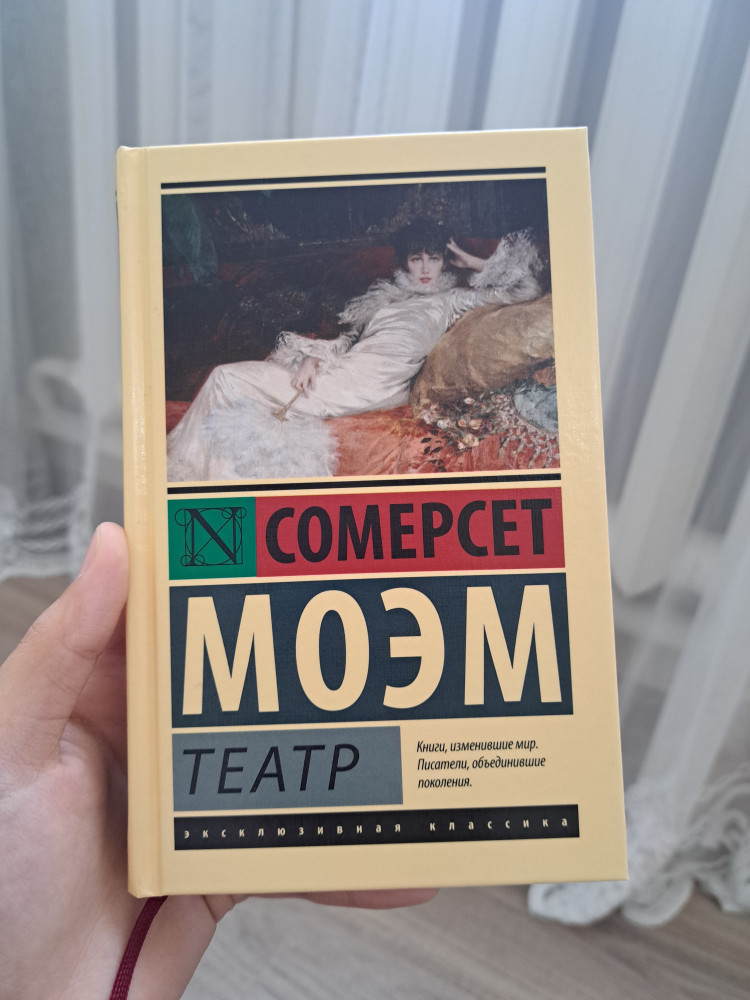 N
СОМЕРСЕТ
МОЭМ
ТЕАТР
Книги, изменившие мир.
Писатели, объединившие
поколения.
эксклюзивная классика